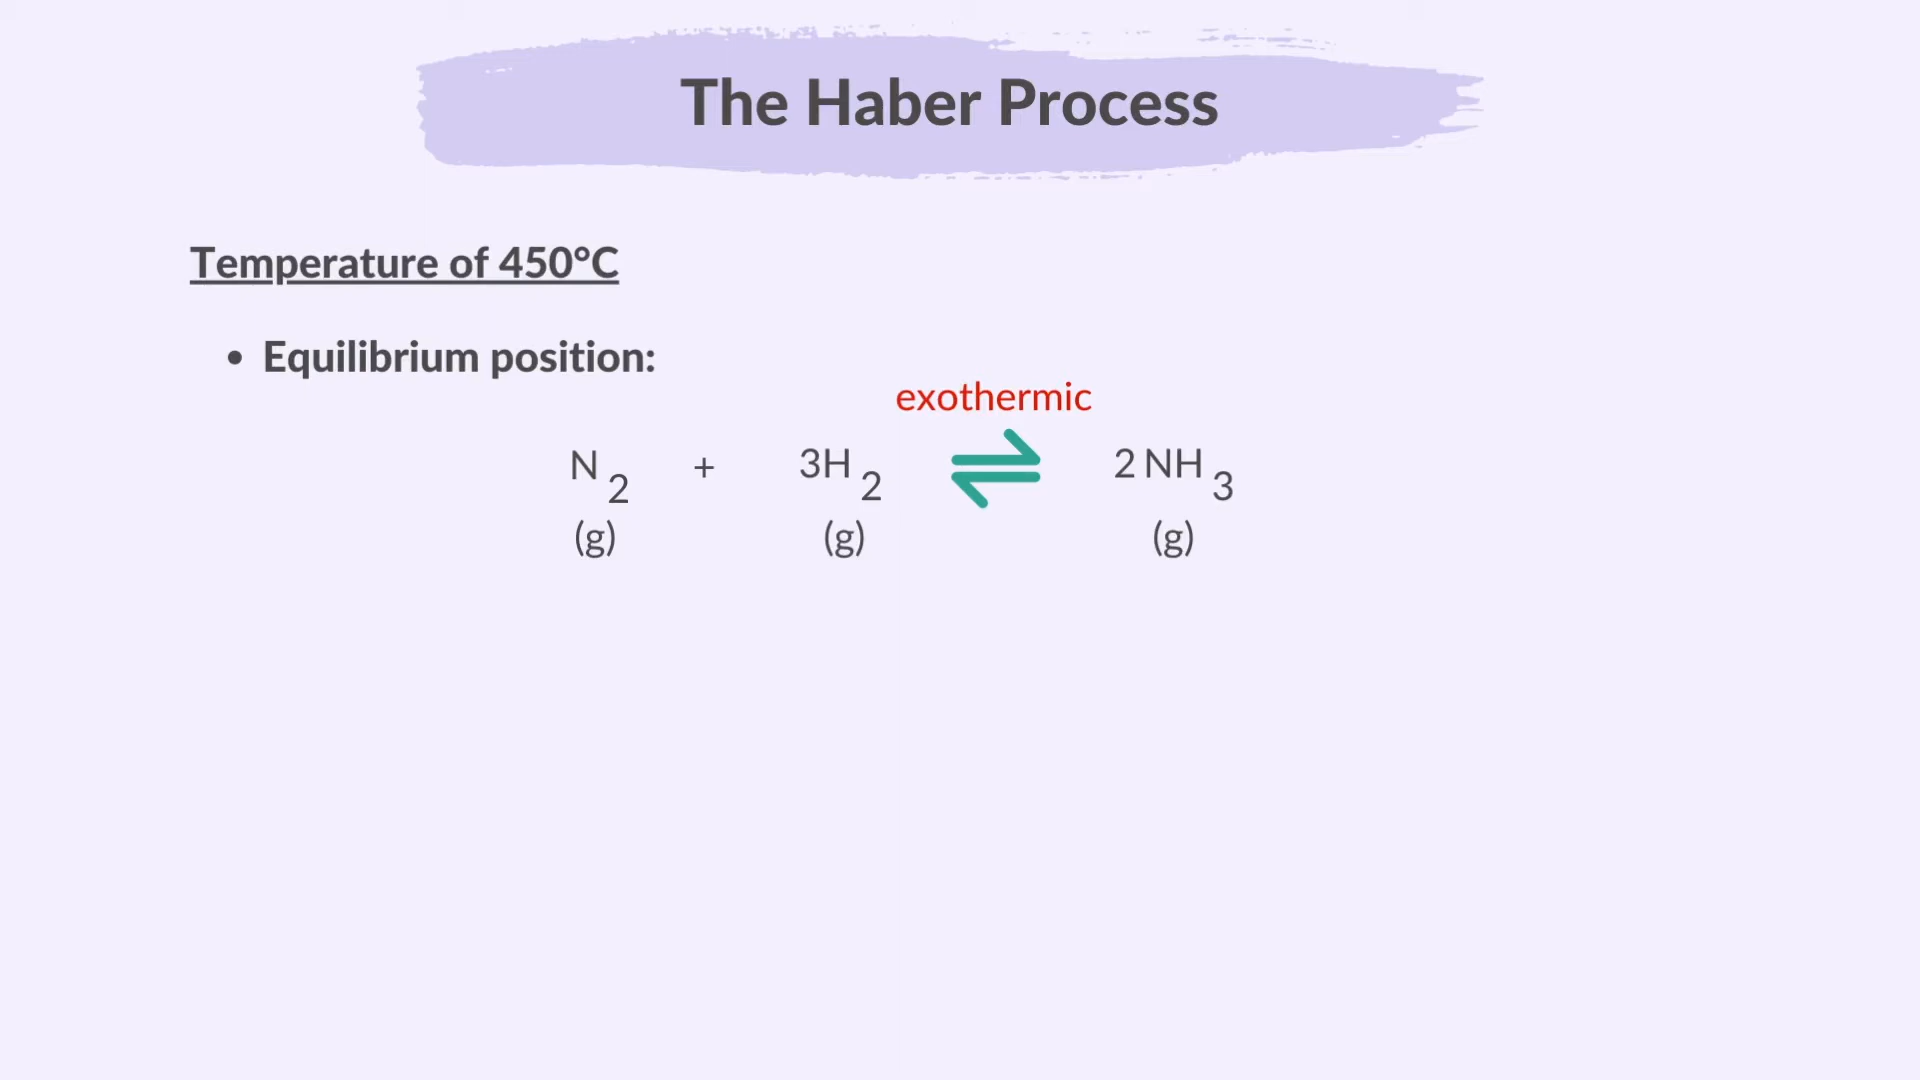 The Haber Process
Temperature of 450°C
• Equilibrium position:
exothermic
N₂ + 3H₂ ⇌ 2 NH₃
(g) (g) (g)